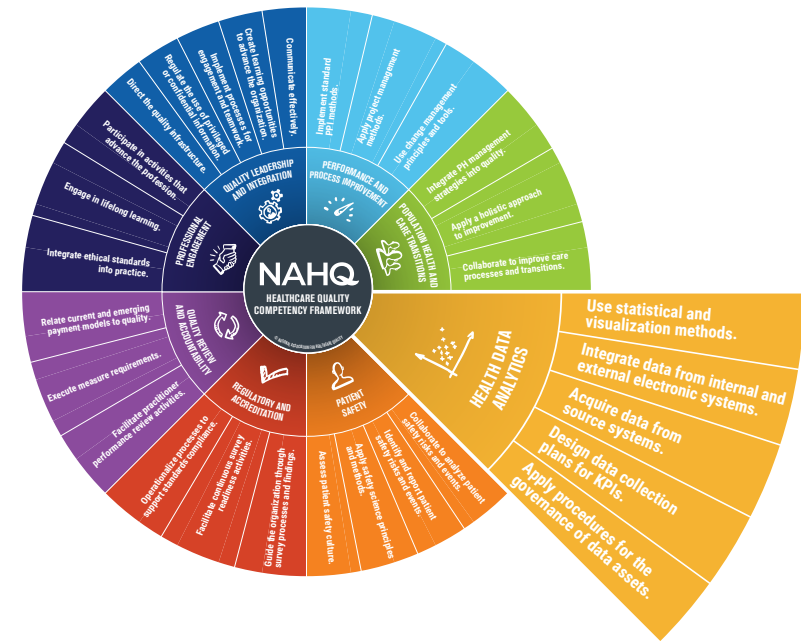 NAHQ
HEALTHCARE QUALITY
COMPETENCY FRAMEWORK
QUALITY LEADERSHIP
AND INTEGRATION
Direct the quality infrastructure.
Regulate the use of privileged
or confidential information.
Implement processes for
engagement and teamwork.
Create learning opportunities
to advance the organization.
Communicate effectively.
PERFORMANCE AND
PROCESS IMPROVEMENT
Implement standard
PPI methods.
Apply project management
methods.
Use change management
principles and tools.
POPULATION HEALTH AND
CARE TRANSITIONS
Integrate PH management
strategies into quality.
Apply a holistic approach
to improvement.
Collaborate to improve care
processes and transitions.
HEALTH DATA
ANALYTICS
Use statistical and
visualization methods.
Integrate data from internal and
external electronic systems.
Acquire data from
source systems.
Design data collection
plans for KPIs.
Apply procedures for the
governance of data assets.
PATIENT
SAFETY
Collaborate to analyze patient
safety risks and events.
Identify and report patient
safety risks and events.
Apply safety science principles
and methods.
Assess patient safety culture.
REGULATORY AND
ACCREDITATION
Guide the organization through
survey processes and findings.
Facilitate continuous survey
readiness activities.
Operationalize processes to
support standards compliance.
QUALITY REVIEW
AND ACCOUNTABILITY
Facilitate practitioner
performance review activities.
Execute measure requirements.
Relate current and emerging
payment models to quality.
PROFESSIONAL
ENGAGEMENT
Integrate ethical standards
into practice.
Engage in lifelong learning.
Participate in activities that
advance the profession.